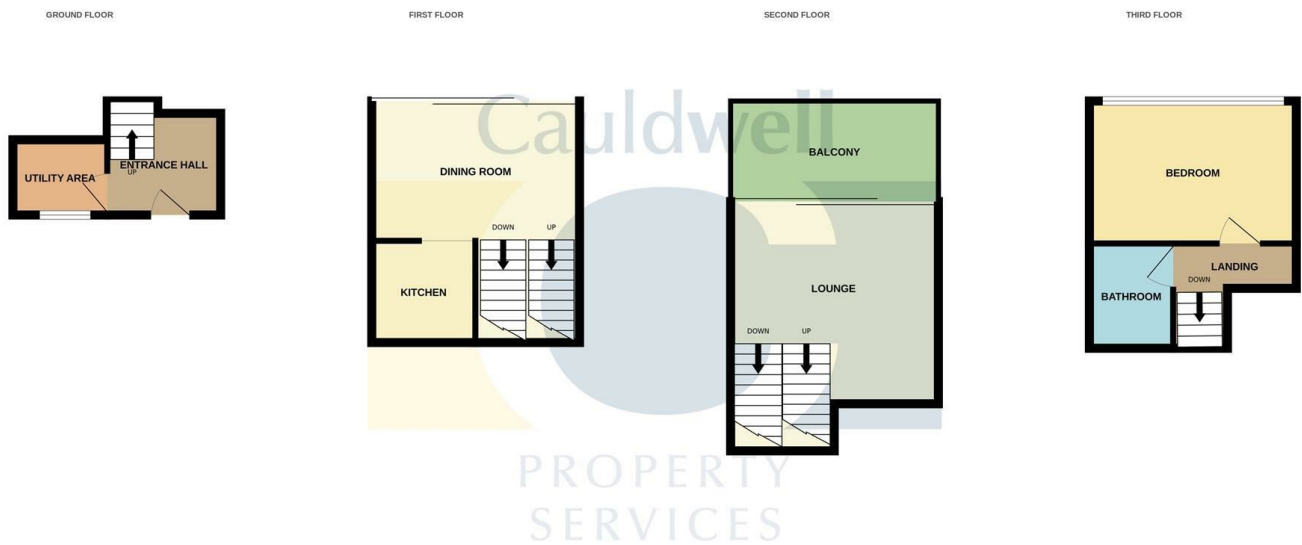 GROUND FLOOR
FIRST FLOOR
SECOND FLOOR
THIRD FLOOR
UTILITY AREA
ENTRANCE HALL
UP
DINING ROOM
DOWN
UP
KITCHEN
BALCONY
LOUNGE
DOWN
UP
BEDROOM
LANDING
DOWN
BATHROOM
Cauldwell
PROPERTY
SERVICES